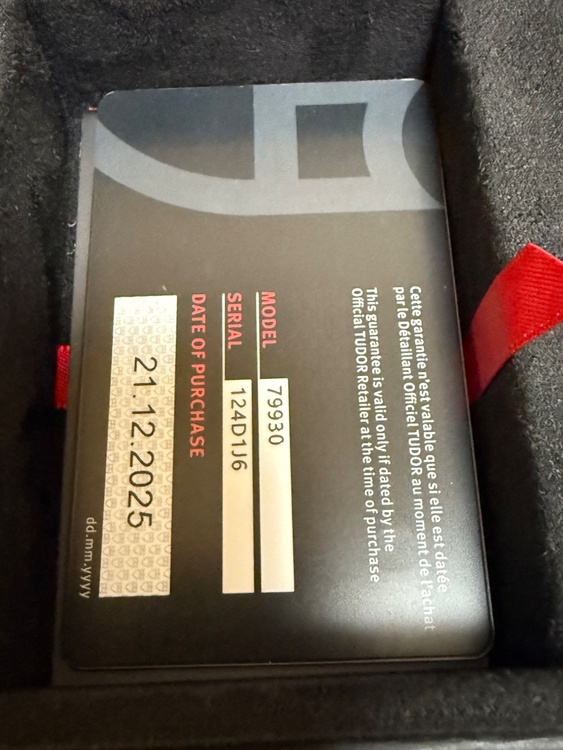 Cette garantie n'est valable que si elle est datée
par le Détaillant Officiel TUDOR au moment de l'achat
This guarantee is valid only if dated by the
Official TUDOR Retailer at the time of purchase
MODEL 79930
SERIAL 124D1J6
DATE OF PURCHASE
21.12.2025
dd.mm.yyyy